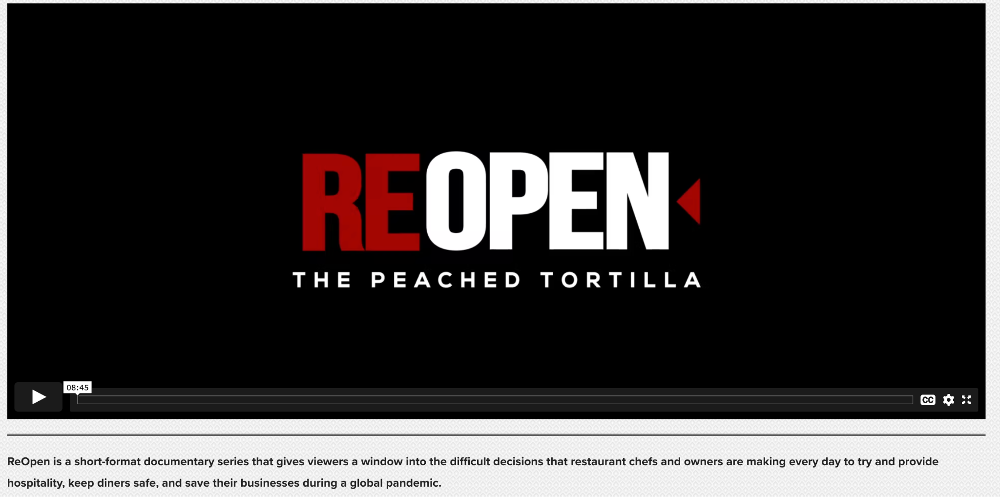 REOPEN
THE PEACHED TORTILLA
08:45
CC
ReOpen is a short-format documentary series that gives viewers a window into the difficult decisions that restaurant chefs and owners are making every day to try and provide
hospitality, keep diners safe, and save their businesses during a global pandemic.